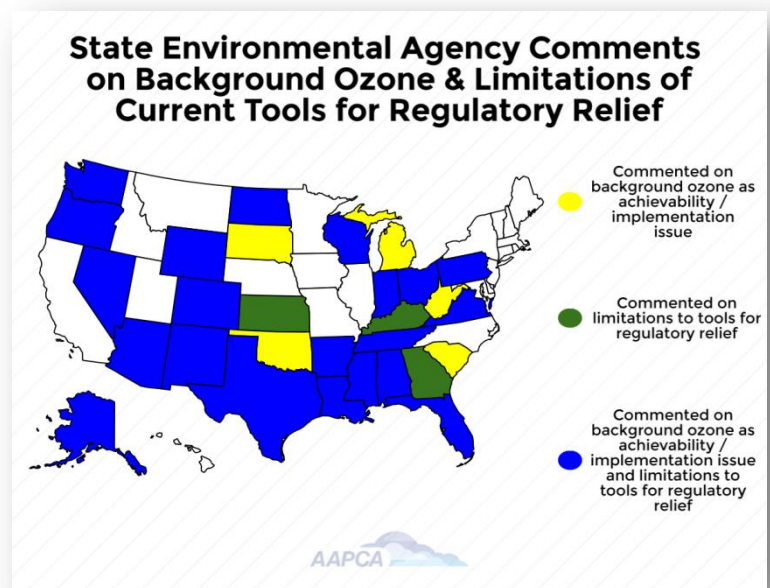 State Environmental Agency Comments
on Background Ozone & Limitations of
Current Tools for Regulatory Relief
Commented on
background ozone as
achievability /
implementation
issue
Commented on
limitations to tools for
regulatory relief
Commented on
background ozone as
achievability /
implementation issue
and limitations to
tools for regulatory
relief
AAPCA